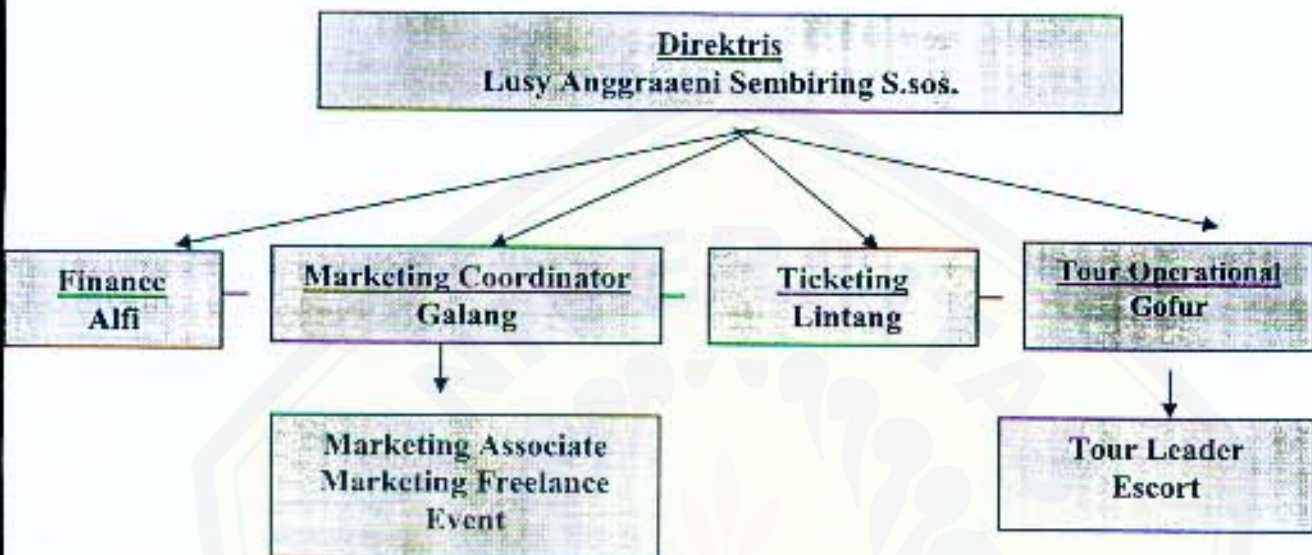 Direktris
Lusy Anggraaeni Sembiring S.sos.
Finance
Alfi
Marketing Coordinator
Galang
Ticketing
Lintang
Tour Operational
Gofur
Marketing Associate
Marketing Freelance
Event
Tour Leader
Escort